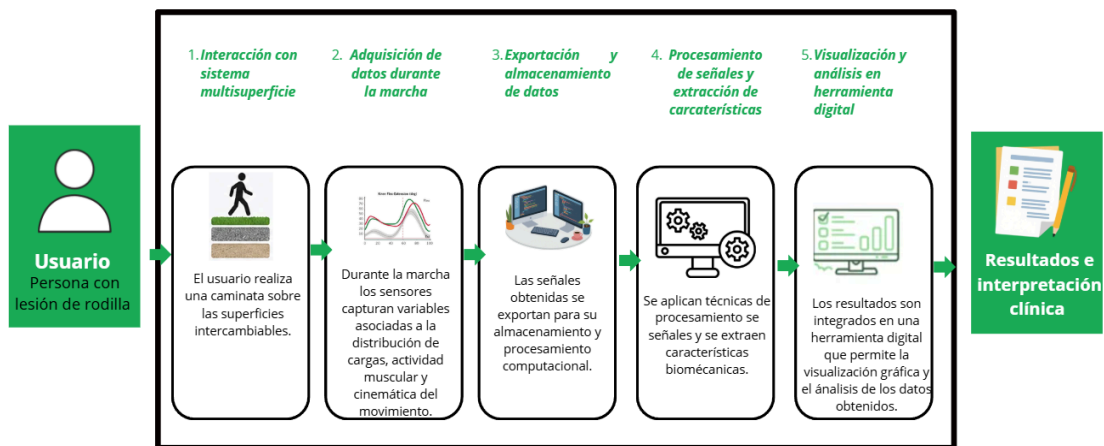 1. Interacción con
sistema
multisuperficie
2. Adquisición de
datos durante
la marcha
3. Exportación y
almacenamiento
de datos
4. Procesamiento
de señales y
extracción de
carcaterísticas
5. Visualización y
análisis en
herramienta
digital
Usuario
Persona con
lesión de rodilla
El usuario realiza
una caminata sobre
las superficies
intercambiables.
Durante la marcha
los sensores
capturan variables
asociadas a la
distribución de
cargas, actividad
muscular y
cinemática del
movimiento.
Las señales
obtenidas se
exportan para su
almacenamiento y
procesamiento
computacional.
Se aplican técnicas de
procesamiento se
señales y se extraen
características
biomécanicas.
Los resultados son
integrados en una
herramienta digital
que permite la
visualización gráfica y
el ánalisis de los datos
obtenidos.
Resultados e
interpretación
clínica